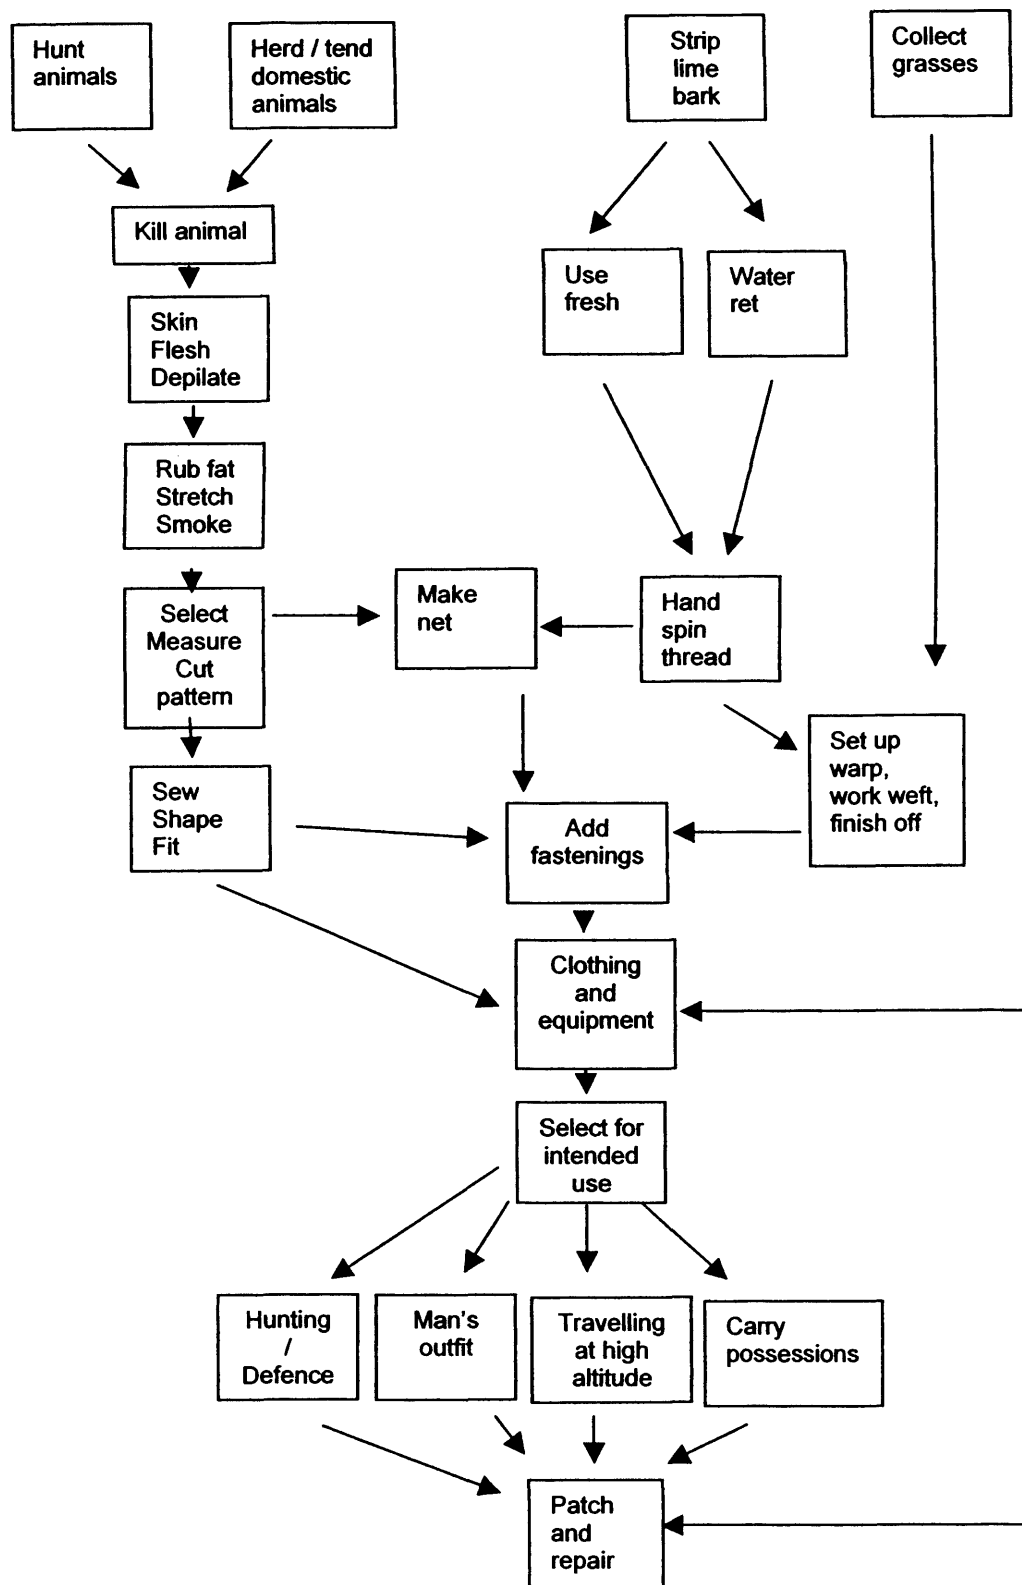 Hunt
animals
Herd / tend
domestic
animals
Strip
lime
bark
Collect
grasses
Kill animal
Use
fresh
Water
ret
Skin
Flesh
Depilate
Rub fat
Stretch
Smoke
Make
net
Hand
spin
thread
Select
Measure
Cut
pattern
Set up
warp,
work weft,
finish off
Sew
Shape
Fit
Add
fastenings
Clothing
and
equipment
Select for
intended
use
Hunting
/
Defence
Man's
outfit
Travelling
at high
altitude
Carry
possessions
Patch
and
repair